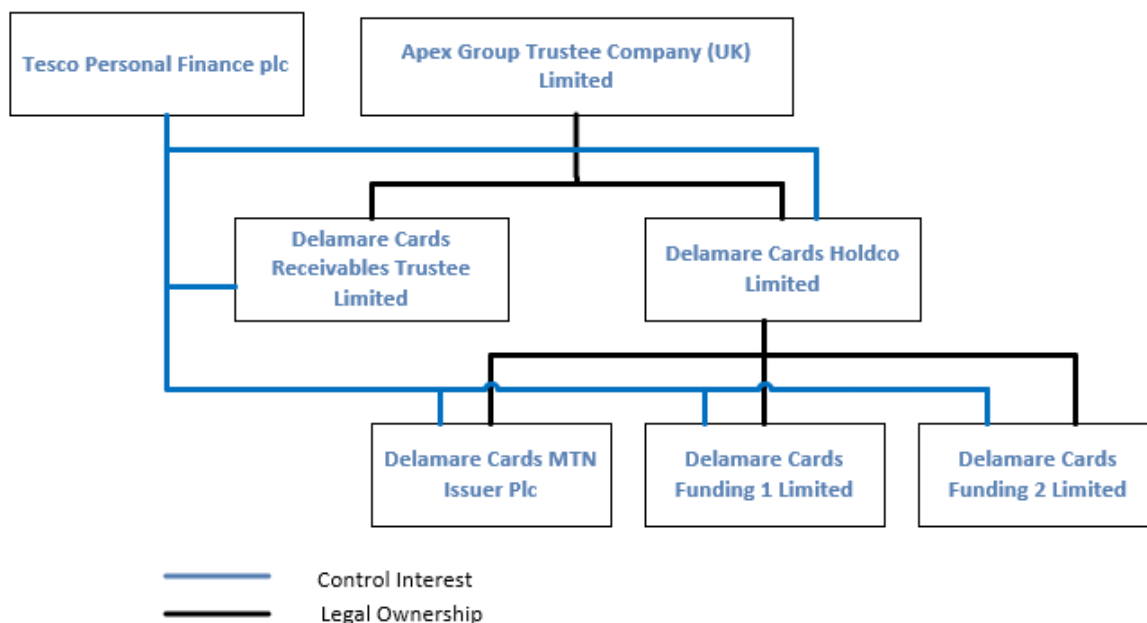 Tesco Personal Finance plc
Apex Group Trustee Company (UK)
Limited
Delamare Cards
Receivables Trustee
Limited
Delamare Cards Holdco
Limited
Delamare Cards MTN
Issuer Plc
Delamare Cards
Funding 1 Limited
Delamare Cards
Funding 2 Limited
Control Interest
Legal Ownership